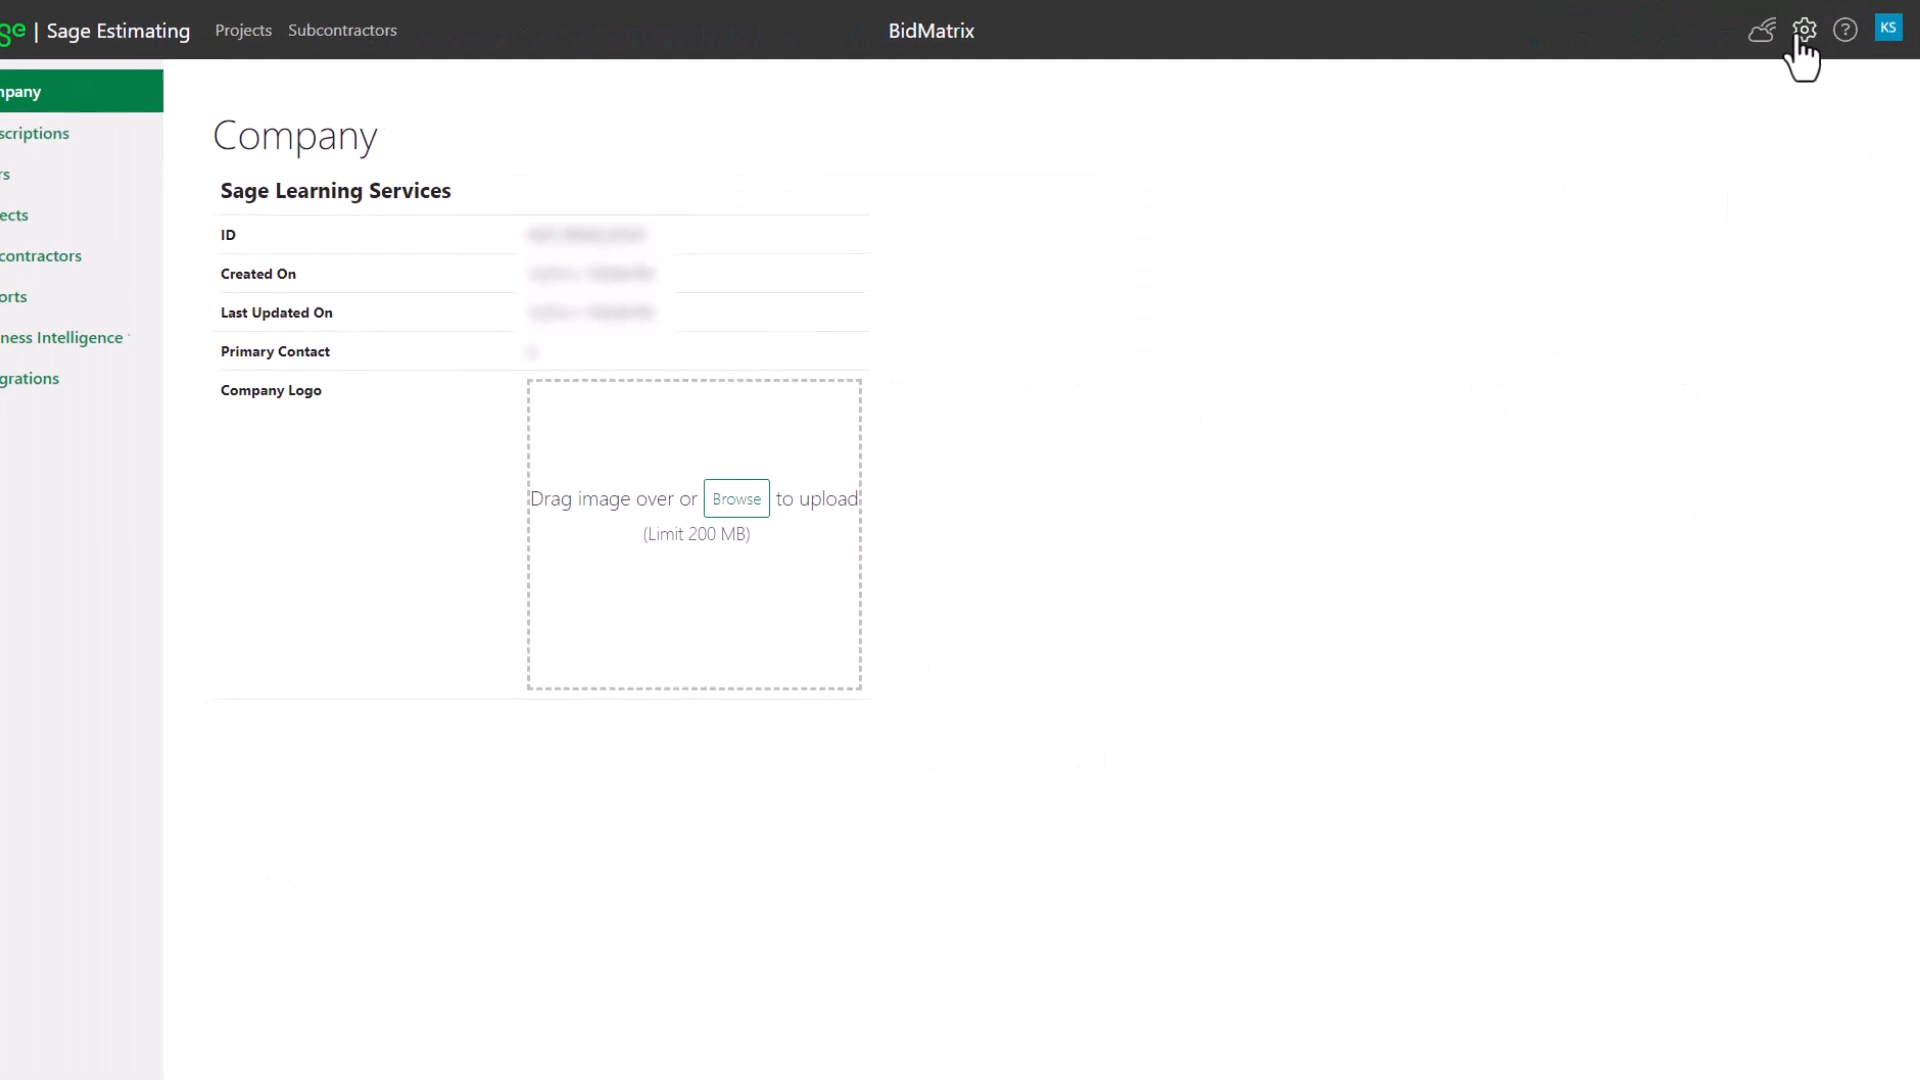 ge | Sage Estimating Projects Subcontractors BidMatrix ? KS
mpany
scriptions
rs
ects
contractors
orts
ness Intelligence
grations
Company
Sage Learning Services
ID
Created On
Last Updated On
Primary Contact
Company Logo
Drag image over or Browse to upload
(Limit 200 MB)